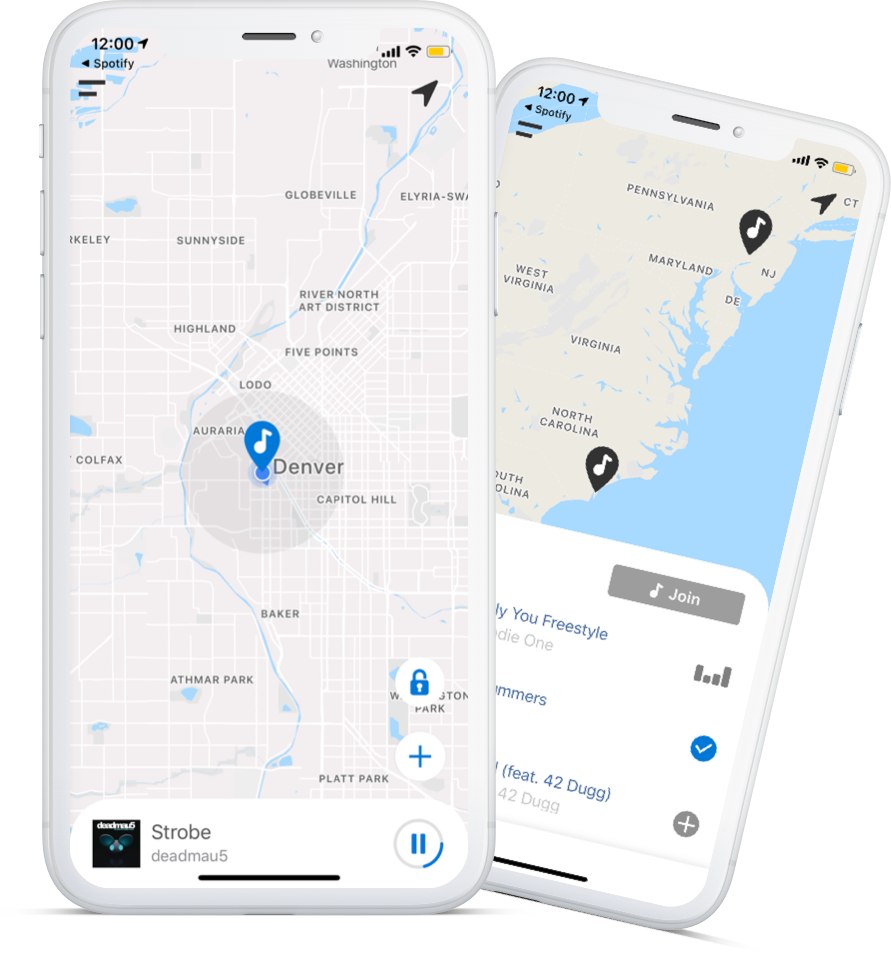 12:00
Spotify
Washington
GLOBEVILLE
ELYRIA-SWA
RKELEY
SUNNYSIDE
RIVER NORTH
ART DISTRICT
HIGHLAND
FIVE POINTS
LODO
AURARIA
Denver
COLFAX
CAPITOL HILL
BAKER
ATHMAR PARK
PARK
PLATT PARK
deadmau5
Strobe
deadmau5
12:00
Spotify
PENNSYLVANIA
CT
MARYLAND
NJ
WEST
VIRGINIA
DE
VIRGINIA
NORTH
CAROLINA
OUTH
OLINA
Join
ly You Freestyle
die One
mmers
(feat. 42 Dugg)
42 Dugg